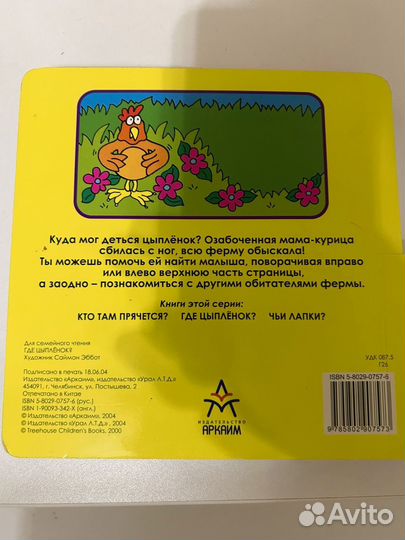 Куда мог деться цыплёнок? Озабоченная мама-курица
сбилась с ног, всю ферму обыскала!
Ты можешь помочь ей найти малыша, поворачивая вправо
или влево верхнюю часть страницы,
а заодно – познакомиться с другими обитателями фермы.
Книги этой серии:
КТО ТАМ ПРЯЧЕТСЯ? ГДЕ ЦЫПЛЁНОК? ЧЬИ ЛАПКИ?
Для семейного чтения
ГДЕ ЦЫПЛЁНОК?
Художник Саймон Эббот
УДК 087.5
Г26
Подписано в печать 18.06.04
Издательство «Аркаим», издательство «Урал Л.Т.Д.»
454091, г. Челябинск, ул. Постышева, 2
Отпечатано в Китае
ISBN 5-8029-0757-6 (рус.)
ISBN 1-90093-342-X (англ.)
© Издательство «Аркаим», 2004
© Издательство «Урал Л.Т.Д.», 2004
© Treehouse Children's Books, 2000
ИЗДАТЕЛЬСТВО
АРКАИМ
ISBN 5-8029-0757-6
9 785802 907573
Avito